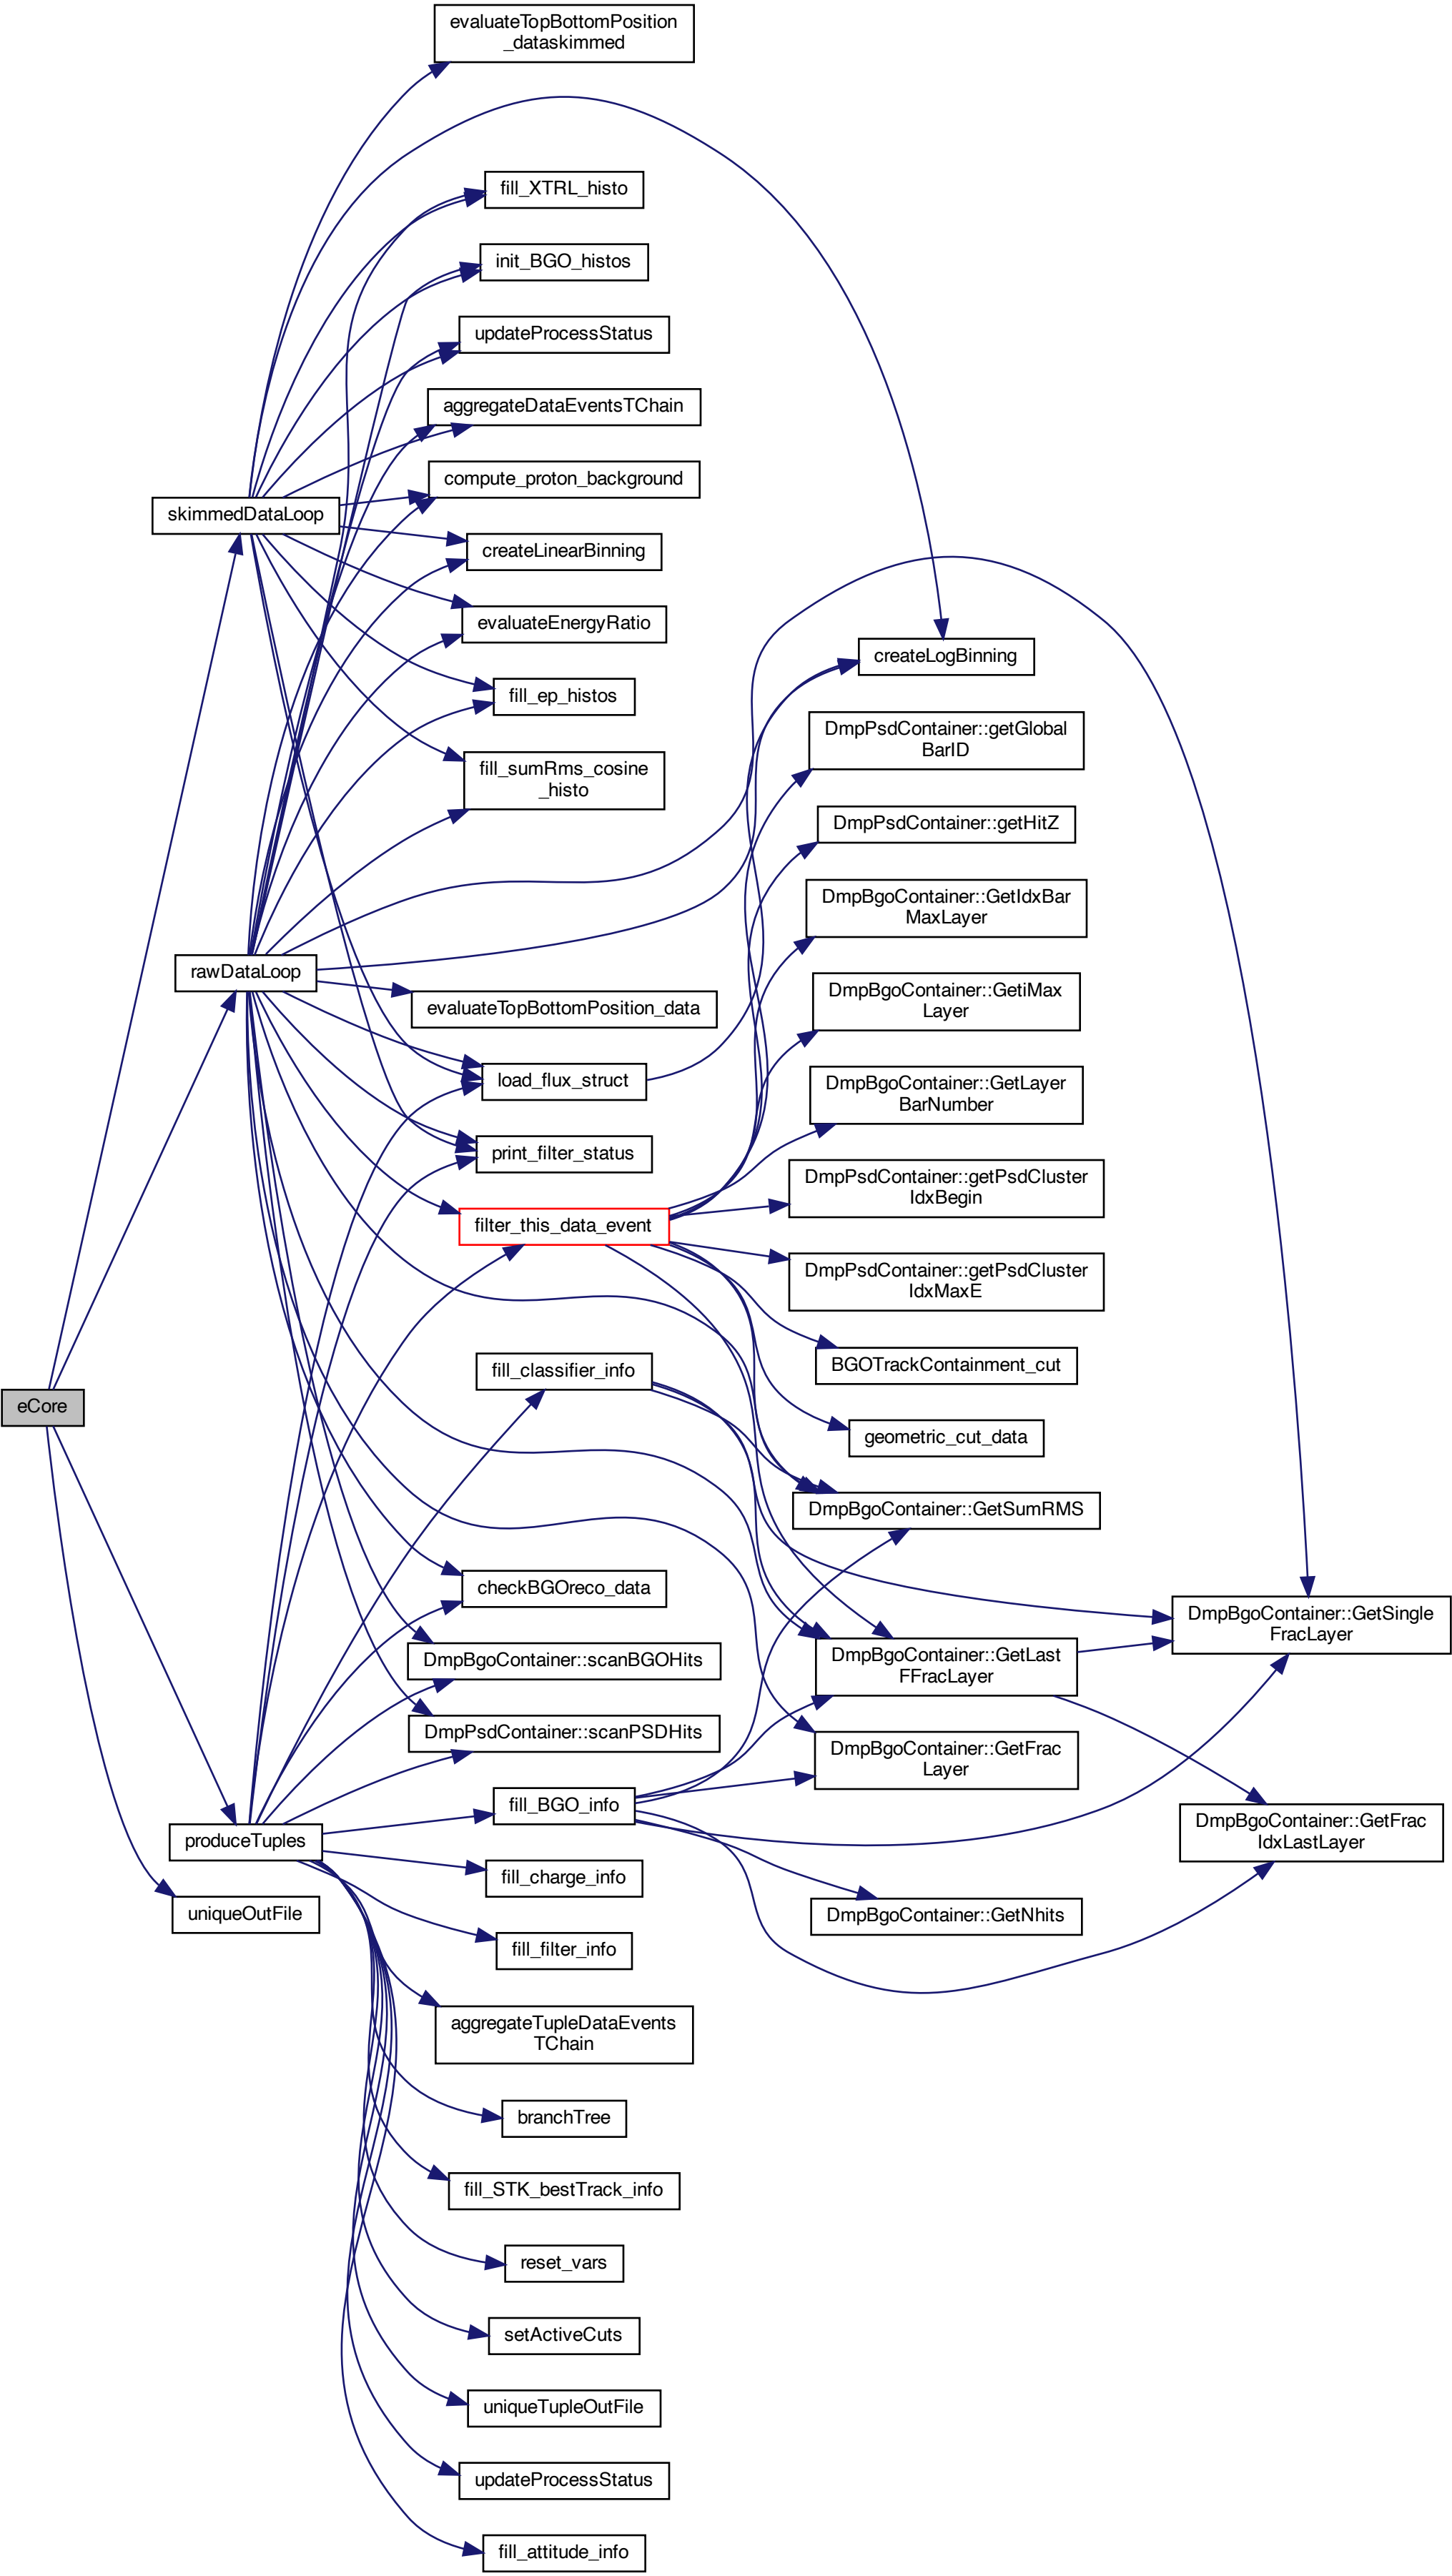 evaluateTopBottomPosition
_dataskimmed
fill_XTRL_histo
init_BGO_histos
updateProcessStatus
aggregateDataEventsTChain
compute_proton_background
skimmedDataLoop
createLinearBinning
evaluateEnergyRatio
createLogBinning
fill_ep_histos
DmpPsdContainer::getGlobal
BarID
fill_sumRms_cosine
_histo
DmpPsdContainer::getHitZ
DmpBgoContainer::GetIdxBar
MaxLayer
rawDataLoop
evaluateTopBottomPosition_data
DmpBgoContainer::GetiMax
Layer
load_flux_struct
DmpBgoContainer::GetLayer
BarNumber
print_filter_status
DmpPsdContainer::getPsdCluster
IdxBegin
filter_this_data_event
DmpPsdContainer::getPsdCluster
IdxMaxE
fill_classifier_info
BGOTrackContainment_cut
eCore
geometric_cut_data
DmpBgoContainer::GetSumRMS
checkBGOreco_data
DmpBgoContainer::GetSingle
FracLayer
DmpBgoContainer::scanBGOHits
DmpBgoContainer::GetLast
FFracLayer
DmpPsdContainer::scanPSDHits
DmpBgoContainer::GetFrac
Layer
fill_BGO_info
DmpBgoContainer::GetFrac
IdxLastLayer
produceTuples
fill_charge_info
uniqueOutFile
DmpBgoContainer::GetNhits
fill_filter_info
aggregateTupleDataEvents
TChain
branchTree
fill_STK_bestTrack_info
reset_vars
setActiveCuts
uniqueTupleOutFile
updateProcessStatus
fill_attitude_info